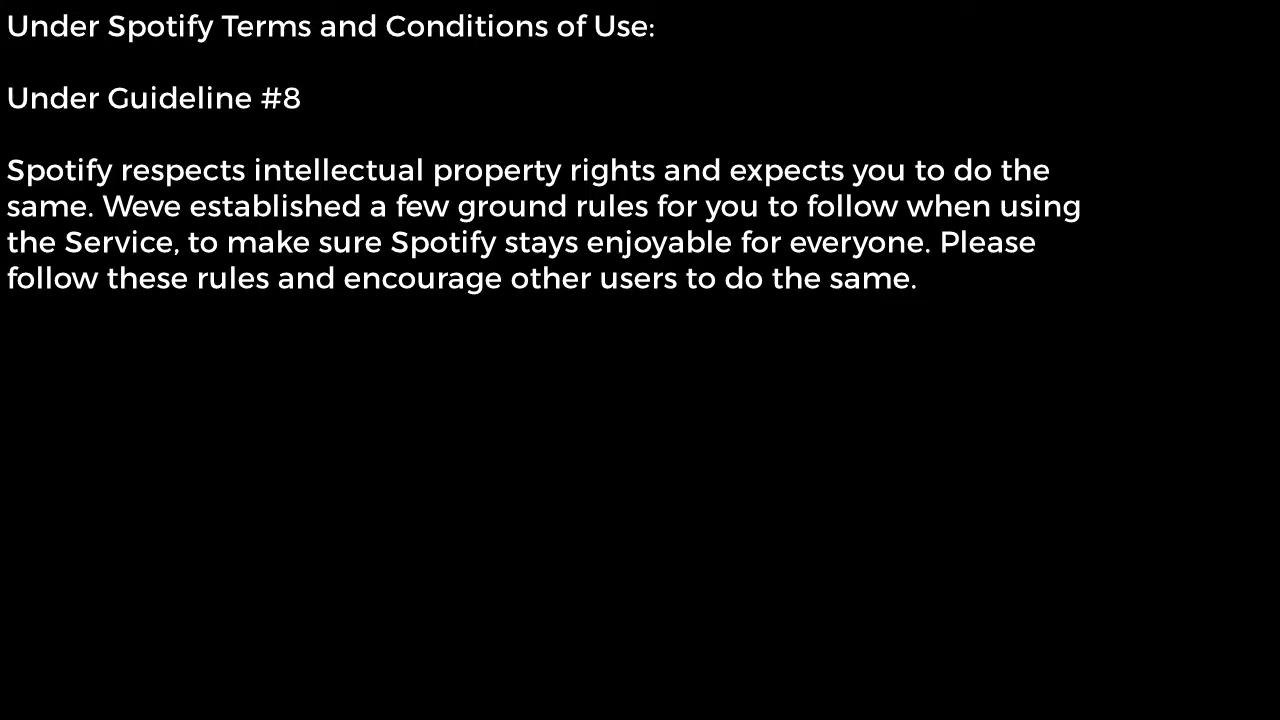 Under Spotify Terms and Conditions of Use:
Under Guideline #8
Spotify respects intellectual property rights and expects you to do the
same. Weve established a few ground rules for you to follow when using
the Service, to make sure Spotify stays enjoyable for everyone. Please
follow these rules and encourage other users to do the same.